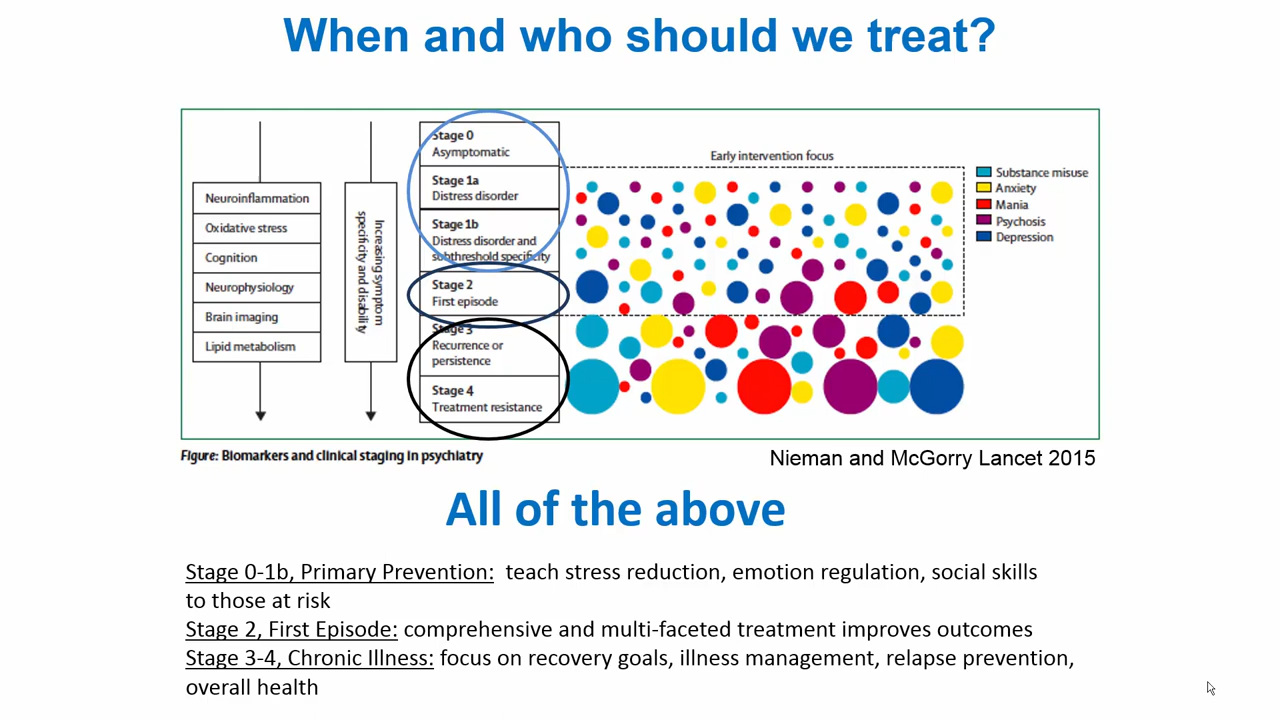 When and who should we treat?
Neuroinflammation
Oxidative stress
Cognition
Neurophysiology
Brain imaging
Lipid metabolism
Increasing symptom
specificity and disability
Stage 0
Asymptomatic
Stage 1a
Distress disorder
Stage 1b
Distress disorder and
subthreshold specificity
Stage 2
First episode
Stage 3
Recurrence or
persistence
Stage 4
Treatment resistance
Early intervention focus
Substance misuse
Anxiety
Mania
Psychosis
Depression
Figure: Biomarkers and clinical staging in psychiatry
Nieman and McGorry Lancet 2015
All of the above
Stage 0-1b, Primary Prevention: teach stress reduction, emotion regulation, social skills
to those at risk
Stage 2, First Episode: comprehensive and multi-faceted treatment improves outcomes
Stage 3-4, Chronic Illness: focus on recovery goals, illness management, relapse prevention,
overall health